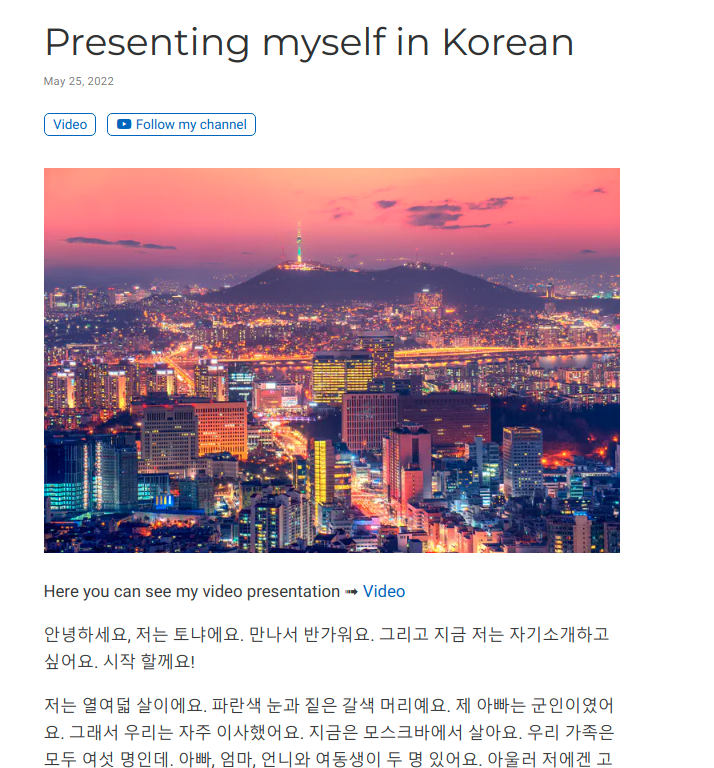 Presenting myself in Korean
May 25, 2022
Video
Follow my channel
Here you can see my video presentation ➟ Video
안녕하세요, 저는 토냐에요. 만나서 반가워요. 그리고 지금 저는 자기소개하고
싶어요. 시작 할께요!
저는 열여덟 살이에요. 파란색 눈과 짙은 갈색 머리예요. 제 아빠는 군인이였어
요. 그래서 우리는 자주 이사했어요. 지금은 모스크바에서 살아요. 우리 가족은
모두 여섯 명인데. 아빠, 엄마, 언니와 여동생이 두 명 있어요. 아울러 저에겐 고